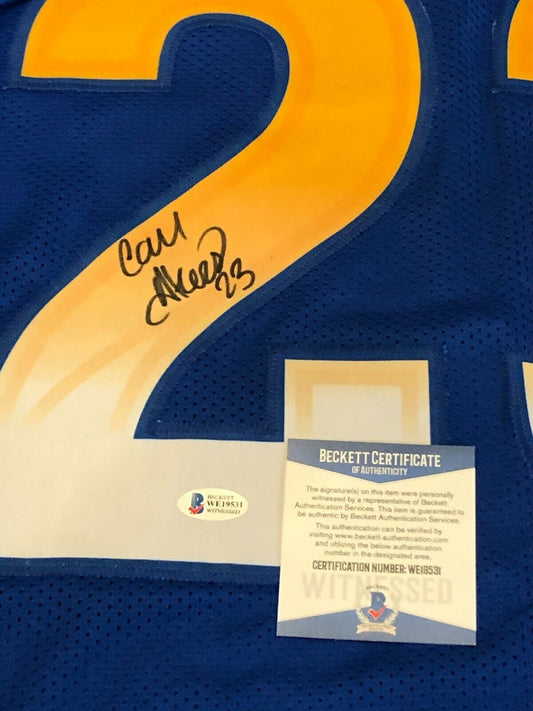 2
Carl
23
BECKETT
WE19531
WITNESSED
BECKETT CERTIFICATE
OF AUTHENTICITY
The signature(s) on this item were personally
witnessed by a representative of Beckett
Authentication Services. This item is guaranteed to
be authentic by Beckett Authentication Services.
This authentication can be verified by
visiting www.beckett-authentication.com
and utilizing the below authentication
number in the designated area.
CERTIFICATION NUMBER: WE19531
WITNESSED
BECKETT
B